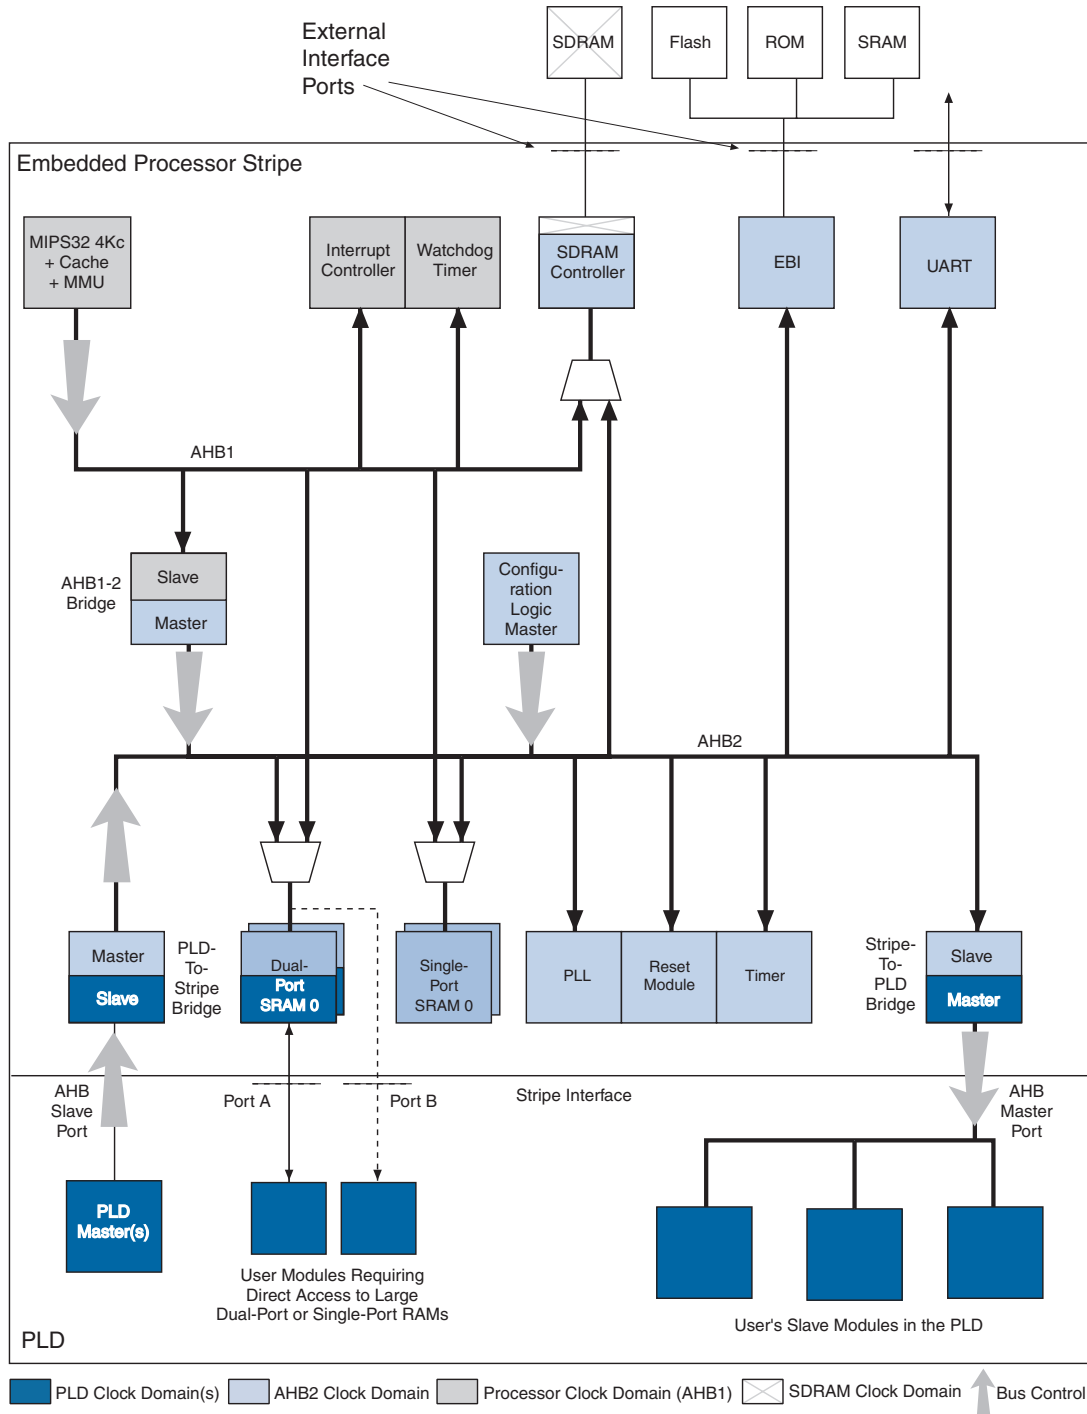 External
Interface
Ports
SDRAM
Flash
ROM
SRAM
Embedded Processor Stripe
MIPS32 4Kc
+ Cache
+ MMU
Interrupt
Controller
Watchdog
Timer
SDRAM
Controller
EBI
UART
AHB1
AHB1-2
Bridge
Slave
Master
Configu-
ration
Logic
Master
AHB2
Master
Slave
PLD-
To-
Stripe
Bridge
Dual-
Port
SRAM 0
Single-
Port
SRAM 0
PLL
Reset
Module
Timer
Stripe-
To-
PLD
Bridge
Slave
Master
AHB
Slave
Port
Port A
Port B
Stripe Interface
AHB
Master
Port
PLD
Master(s)
User Modules Requiring
Direct Access to Large
Dual-Port or Single-Port RAMs
User's Slave Modules in the PLD
PLD
PLD Clock Domain(s)
AHB2 Clock Domain
Processor Clock Domain (AHB1)
SDRAM Clock Domain
Bus Control